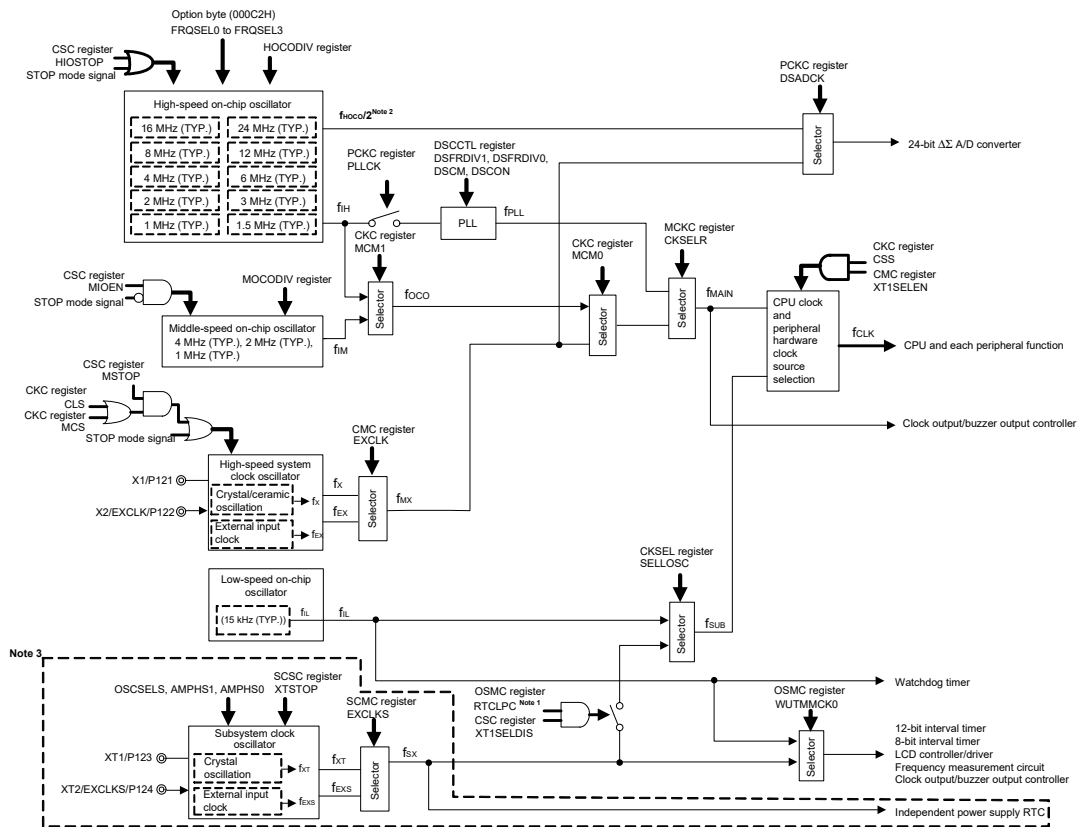 Option byte (000C2H)
FRQSEL0 to FRQSEL3
CSC register
HIOSTOP
STOP mode signal
HOCODIV register
High-speed on-chip oscillator
16 MHz (TYP.) 24 MHz (TYP.)
8 MHz (TYP.) 12 MHz (TYP.)
4 MHz (TYP.) 6 MHz (TYP.)
2 MHz (TYP.) 3 MHz (TYP.)
1 MHz (TYP.) 1.5 MHz (TYP.)
fHOCO/2 Note 2
PCKC register
DSADCK
Selector
24-bit ΔΣ A/D converter
PCKC register
PLLCK
DSCCTL register
DSFRDIV1, DSFRDIV0,
DSCM, DSCON
fIH
PLL
fPLL
CKC register
MCM1
Selector
fOCO
CKC register
MCM0
Selector
MCKC register
CKSELR
Selector
fMAIN
CKC register
CSS
CMC register
XT1SELEN
CPU clock
and
peripheral
hardware
clock
source
selection
fCLK
CPU and each peripheral function
CSC register
MIOEN
STOP mode signal
MOCODIV register
Middle-speed on-chip oscillator
4 MHz (TYP.), 2 MHz (TYP.),
1 MHz (TYP.)
fIM
Clock output/buzzer output controller
CSC register
MSTOP
CKC register
CLS
CKC register
MCS
STOP mode signal
X1/P121
X2/EXCLK/P122
High-speed system
clock oscillator
Crystal/ceramic
oscillation
fX
External input
clock
fEX
fX
fEX
CMC register
EXCLK
Selector
fMX
Low-speed on-chip
oscillator
(15 kHz (TYP.))
fIL
fIL
CKSEL register
SELLOSC
Selector
fSUB
Watchdog timer
Note 3
OSCSELS, AMPHS1, AMPHS0
SCSC register
XTSTOP
XT1/P123
XT2/EXCLKS/P124
Subsystem clock
oscillator
Crystal
oscillation
fXT
External input
clock
fEXS
fXT
fEXS
SCMC register
EXCLKS
Selector
fSX
OSMC register
RTCLPC Note 1
CSC register
XT1SELDIS
OSMC register
WUTMMCK0
Selector
12-bit interval timer
8-bit interval timer
LCD controller/driver
Frequency measurement circuit
Clock output/buzzer output controller
Independent power supply RTC